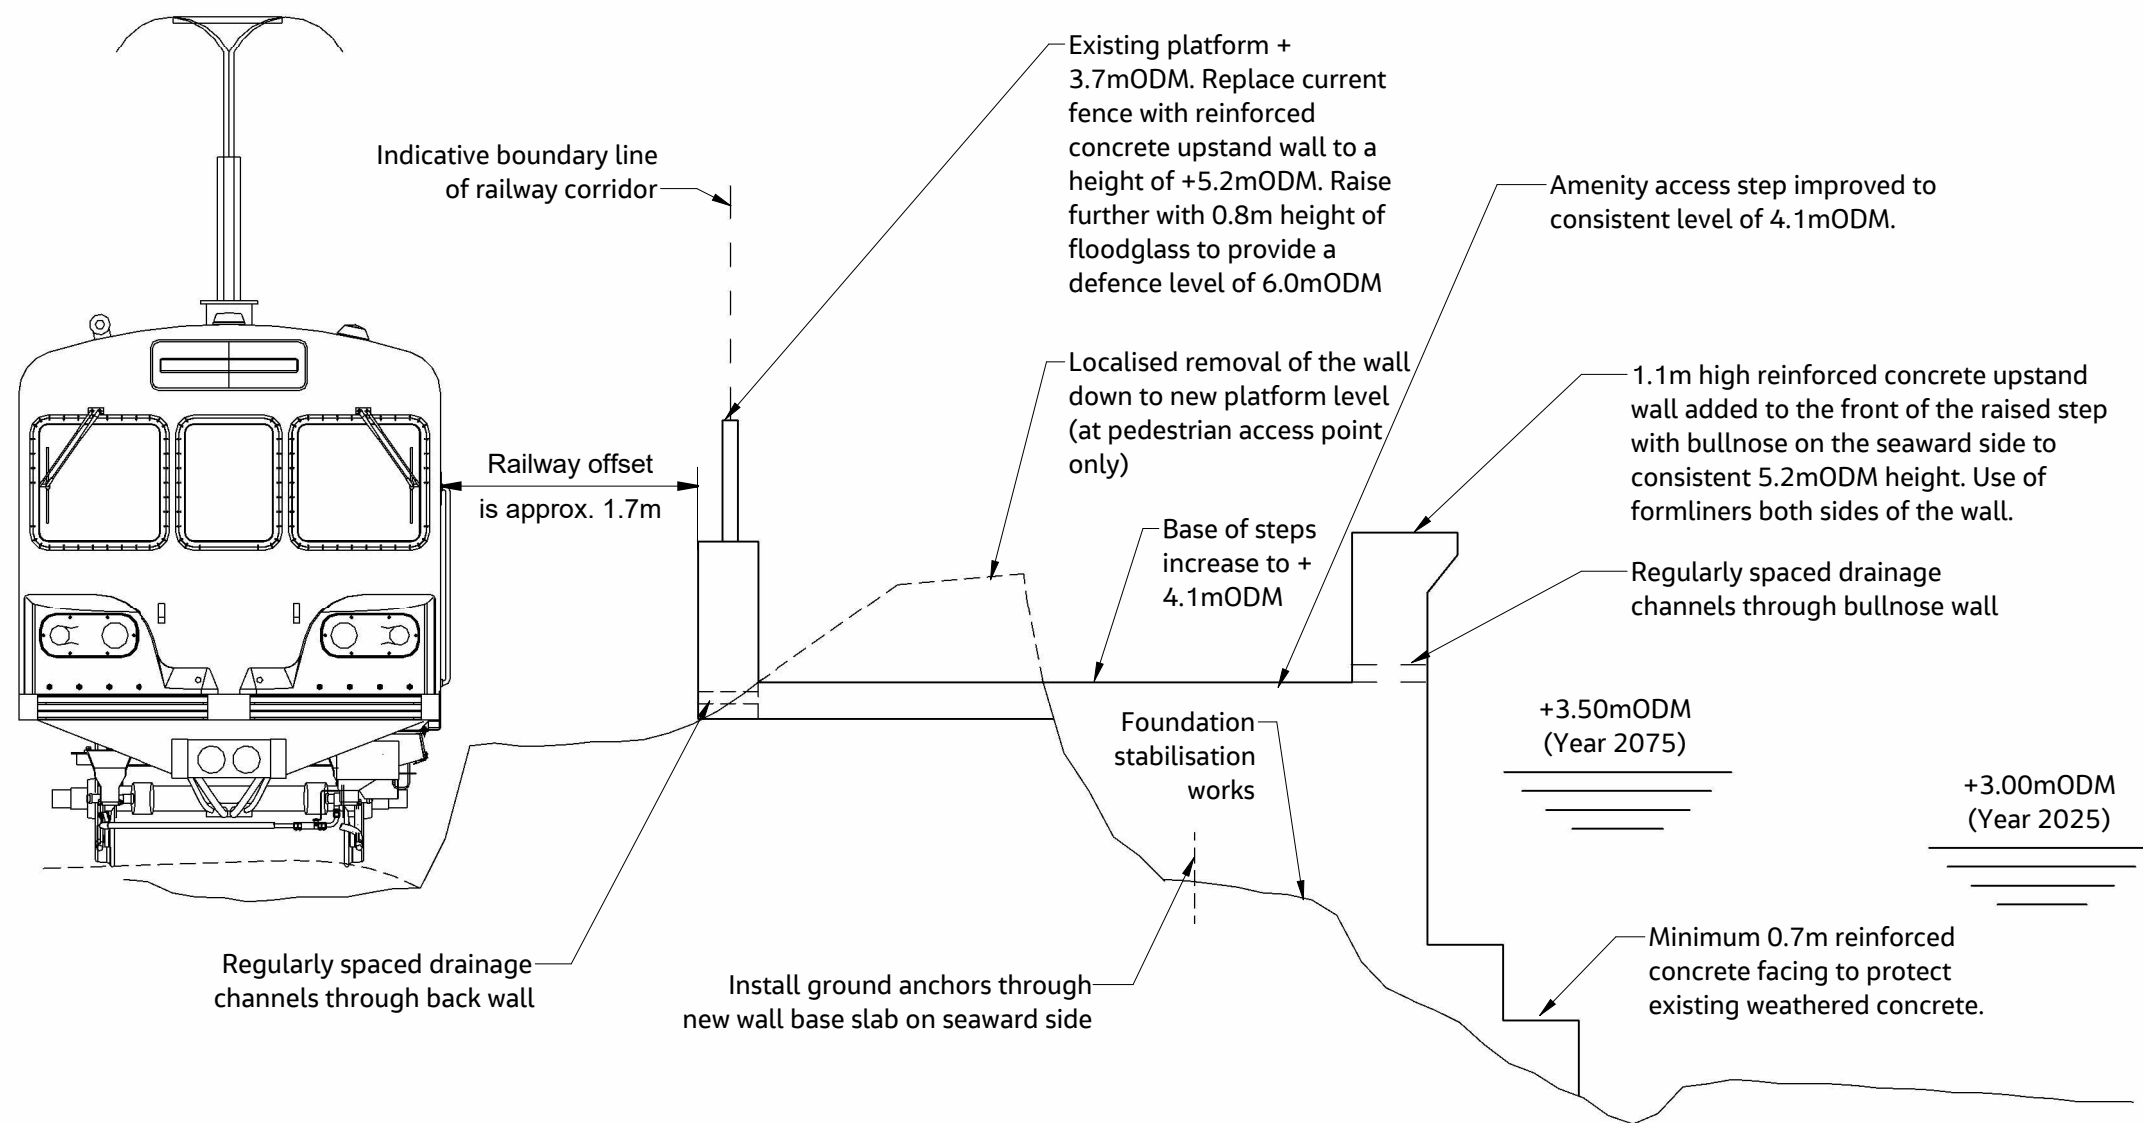 Existing platform +
3.7mODM. Replace current
fence with reinforced
concrete upstand wall to a
height of +5.2mODM. Raise
further with 0.8m height of
floodglass to provide a
defence level of 6.0mODM
Indicative boundary line
of railway corridor
Amenity access step improved to
consistent level of 4.1mODM.
Localised removal of the wall
down to new platform level
(at pedestrian access point
only)
1.1m high reinforced concrete upstand
wall added to the front of the raised step
with bullnose on the seaward side to
consistent 5.2mODM height. Use of
formliners both sides of the wall.
Railway offset
is approx. 1.7m
Base of steps
increase to +
4.1mODM
Regularly spaced drainage
channels through bullnose wall
Foundation
stabilisation
works
+3.50mODM
(Year 2075)
+3.00mODM
(Year 2025)
Regularly spaced drainage
channels through back wall
Install ground anchors through
new wall base slab on seaward side
Minimum 0.7m reinforced
concrete facing to protect
existing weathered concrete.